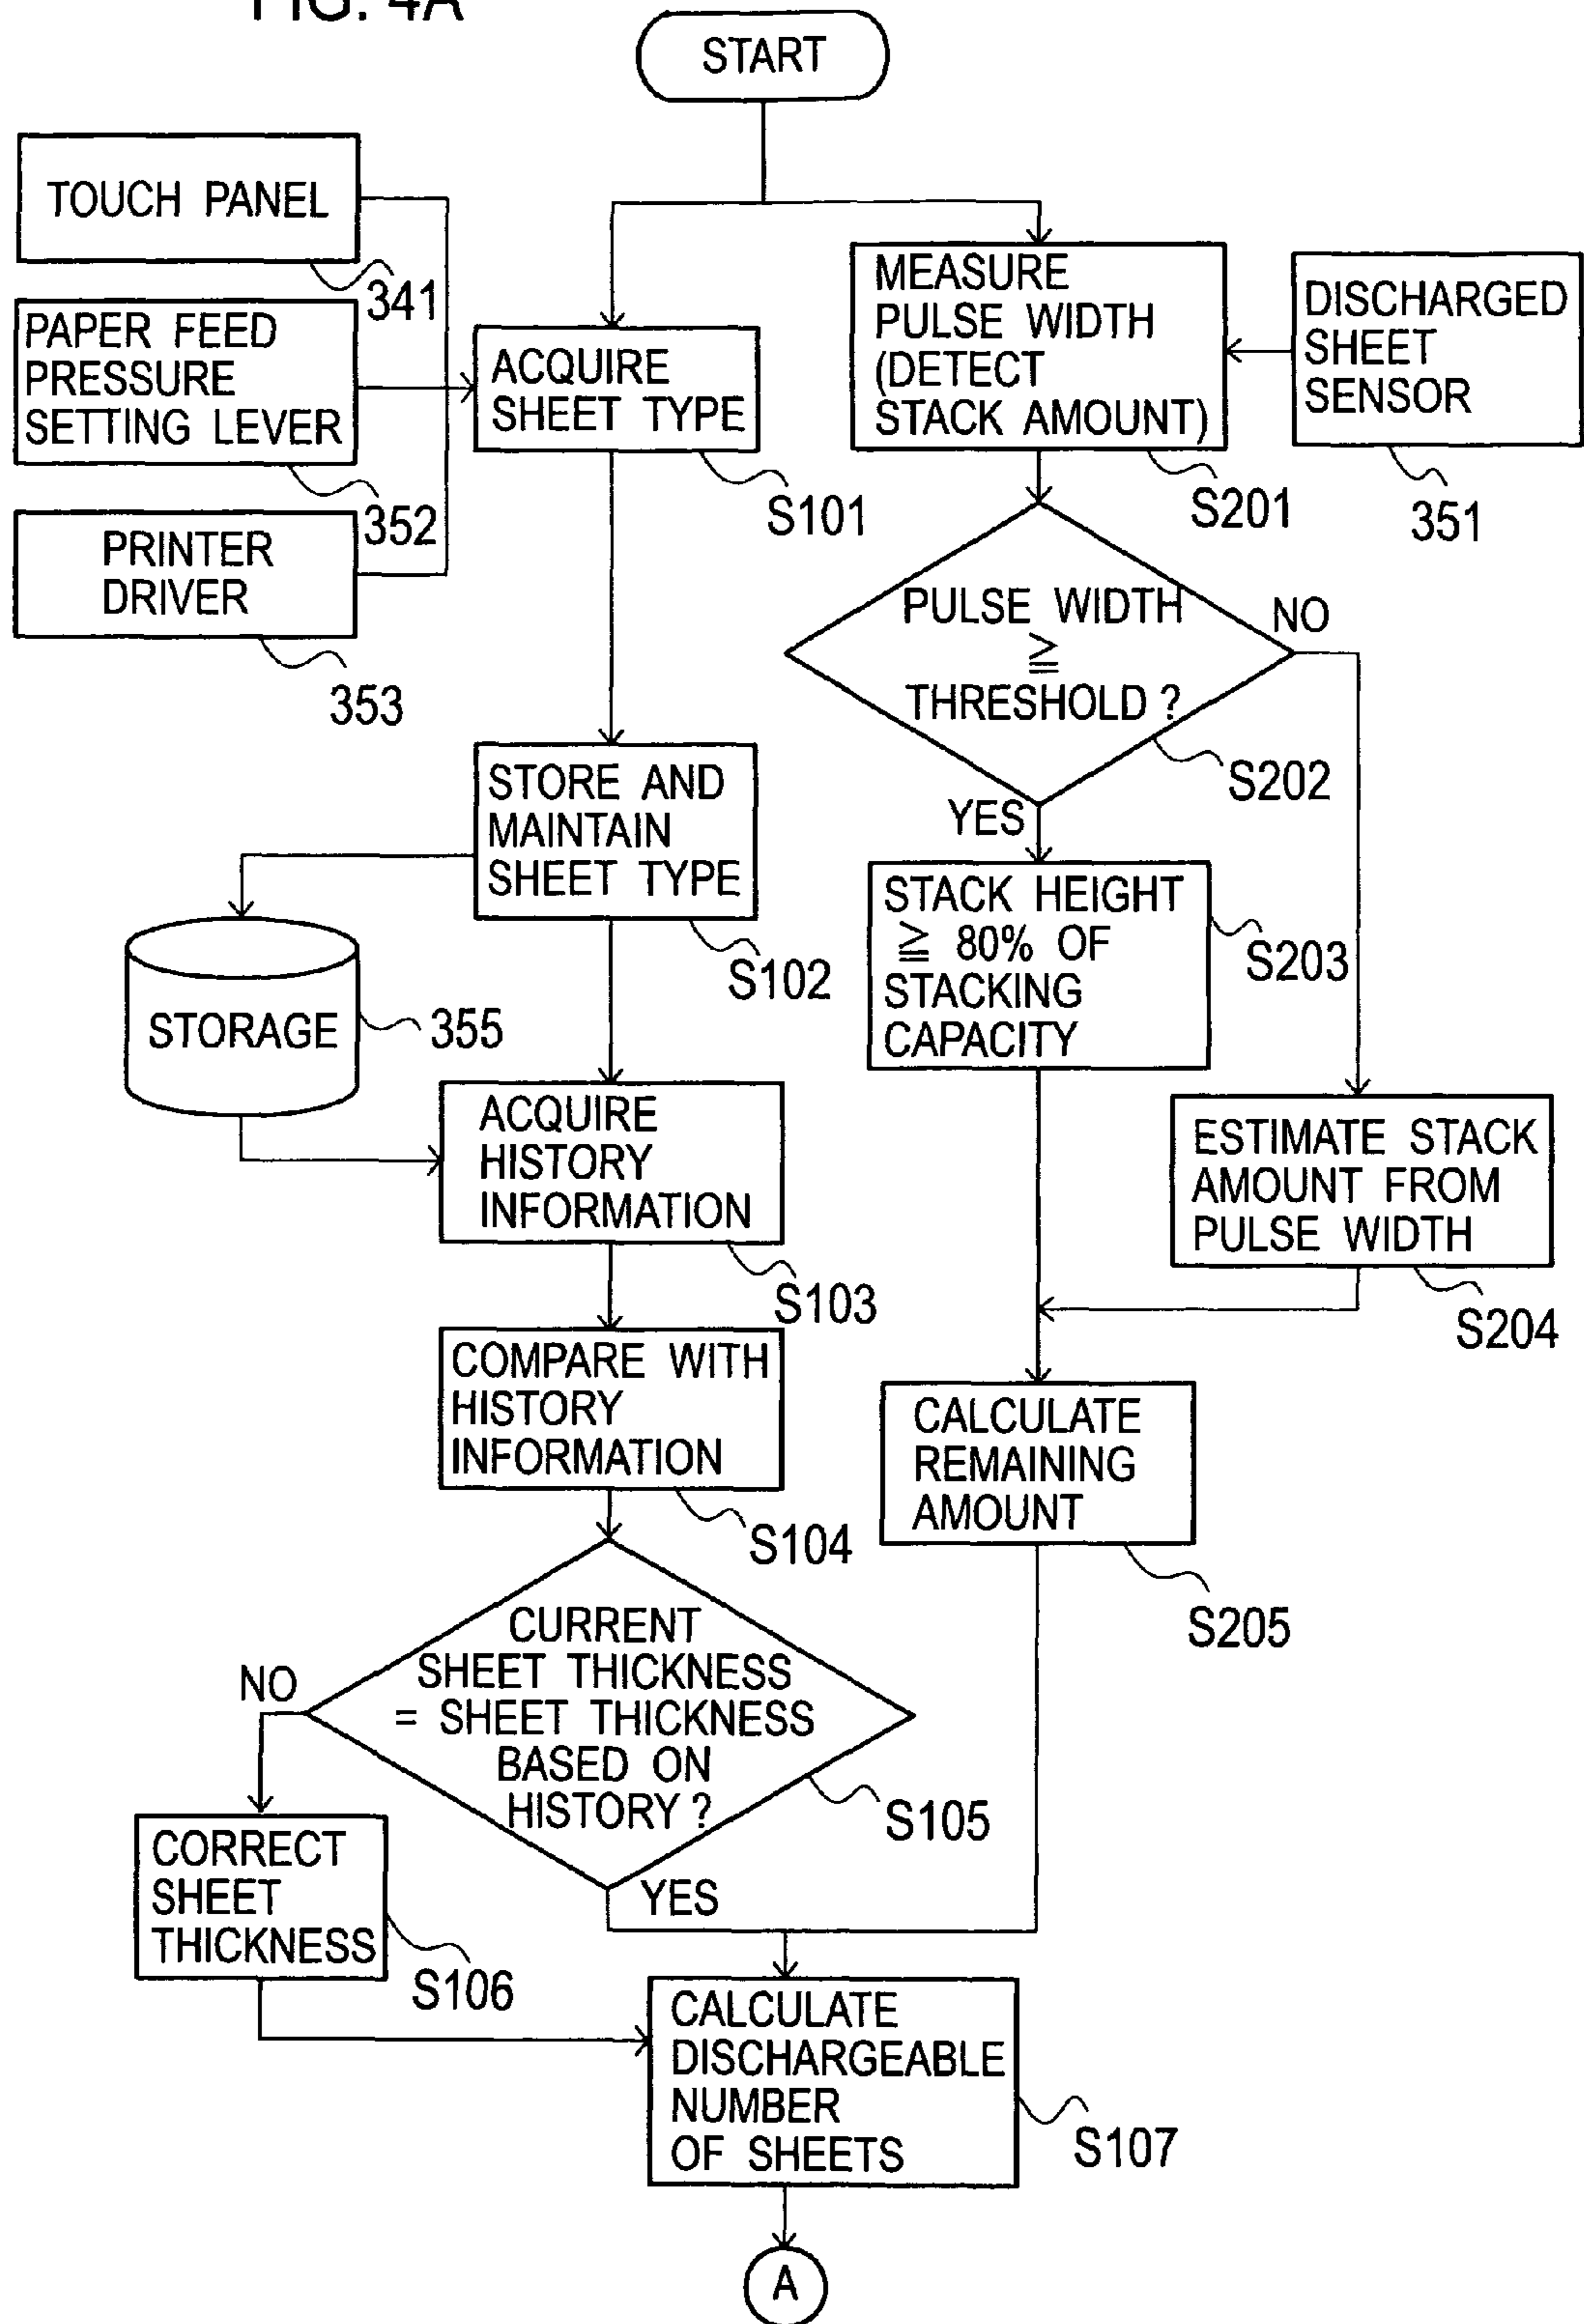 FIG. 4A
START
TOUCH PANEL
341
PAPER FEED
PRESSURE
SETTING LEVER
352
PRINTER
DRIVER
353
ACQUIRE
SHEET TYPE
S101
MEASURE
PULSE WIDTH
(DETECT
STACK AMOUNT)
S201
DISCHARGED
SHEET
SENSOR
351
PULSE WIDTH
≧
THRESHOLD ?
NO
S202
YES
STORE AND
MAINTAIN
SHEET TYPE
S102
STACK HEIGHT
≧ 80% OF
STACKING
CAPACITY
S203
STORAGE
355
ACQUIRE
HISTORY
INFORMATION
S103
ESTIMATE STACK
AMOUNT FROM
PULSE WIDTH
S204
COMPARE WITH
HISTORY
INFORMATION
S104
CALCULATE
REMAINING
AMOUNT
S205
CURRENT
SHEET THICKNESS
= SHEET THICKNESS
BASED ON
HISTORY ?
NO
S105
YES
CORRECT
SHEET
THICKNESS
S106
CALCULATE
DISCHARGEABLE
NUMBER
OF SHEETS
S107
A